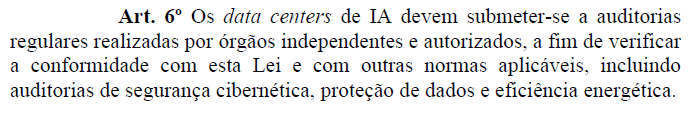 Art. 6º Os data centers de IA devem submeter-se a auditorias
regulares realizadas por órgãos independentes e autorizados, a fim de verificar
a conformidade com esta Lei e com outras normas aplicáveis, incluindo
auditorias de segurança cibernética, proteção de dados e eficiência energética.